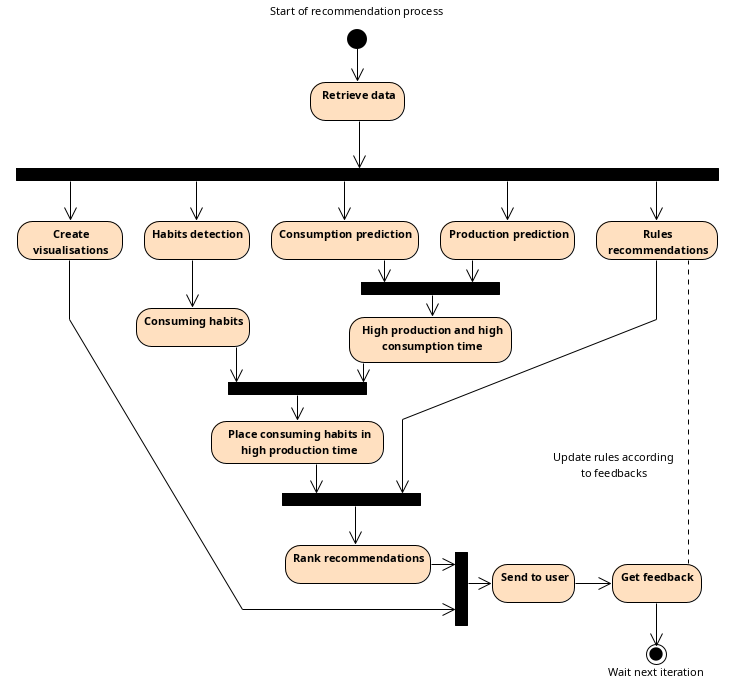 Start of recommendation process
Retrieve data
Create
visualisations
Habits detection
Consumption prediction
Production prediction
Rules
recommendations
Consuming habits
High production and high
consumption time
Place consuming habits in
high production time
Update rules according
to feedbacks
Rank recommendations
Send to user
Get feedback
Wait next iteration